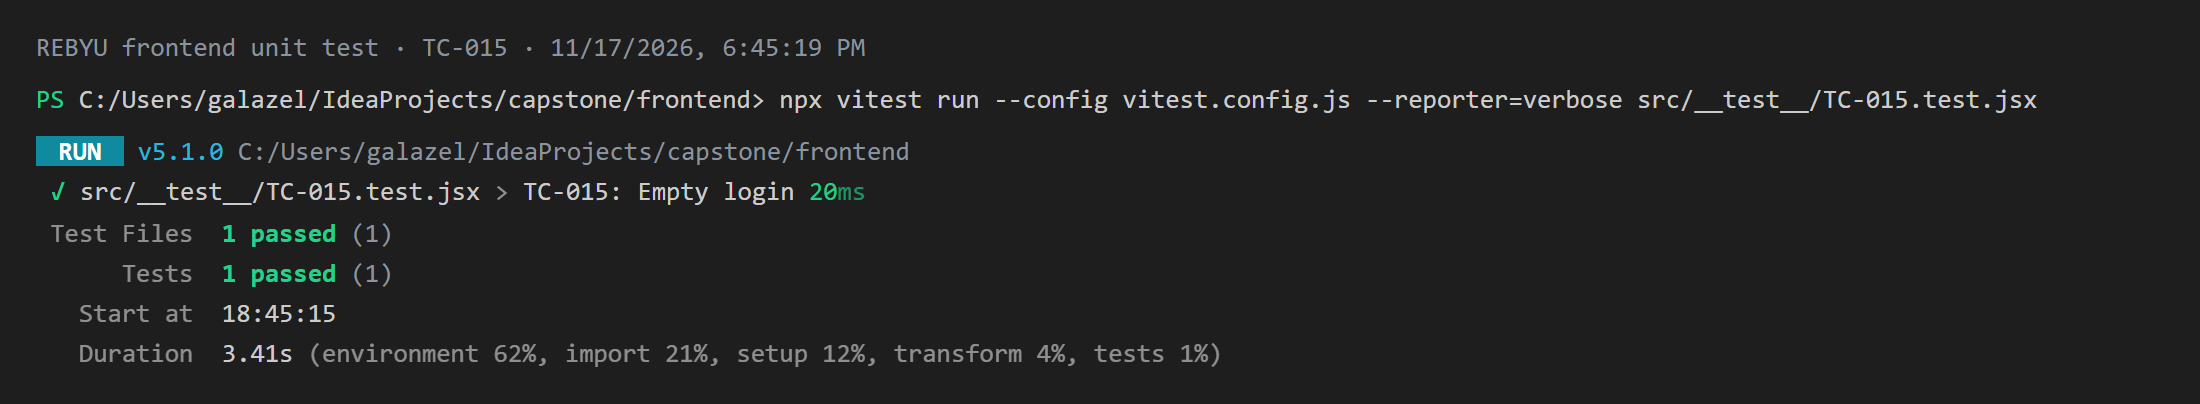 REBYU frontend unit test · TC-015 · 11/17/2026, 6:45:19 PM
PS C:/Users/galazel/IdeaProjects/capstone/frontend> npx vitest run --config vitest.config.js --reporter=verbose src/__test__/TC-015.test.jsx
RUN v5.1.0 C:/Users/galazel/IdeaProjects/capstone/frontend
√ src/__test__/TC-015.test.jsx > TC-015: Empty login 20ms
Test Files 1 passed (1)
Tests 1 passed (1)
Start at 18:45:15
Duration 3.41s (environment 62%, import 21%, setup 12%, transform 4%, tests 1%)